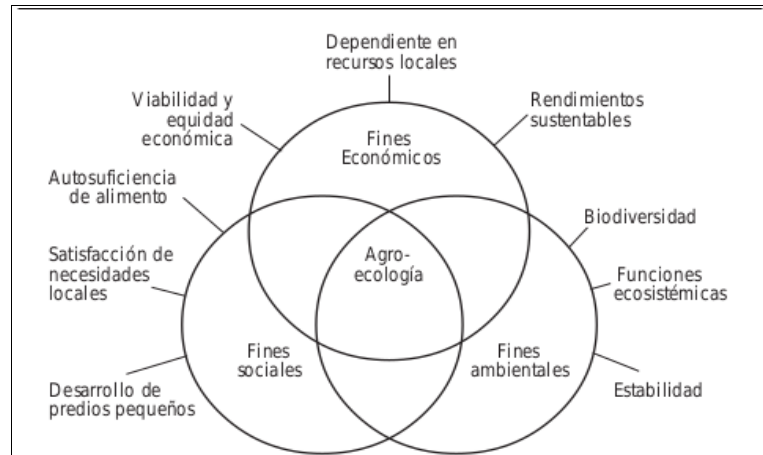 Dependiente en
recursos locales
Viabilidad y
equidad
económica
Rendimientos
sustentables
Fines
Económicos
Autosuficiencia
de alimento
Biodiversidad
Satisfacción de
necesidades
locales
Agro-
ecología
Funciones
ecosistémicas
Fines
sociales
Fines
ambientales
Desarrollo de
predios pequeños
Estabilidad